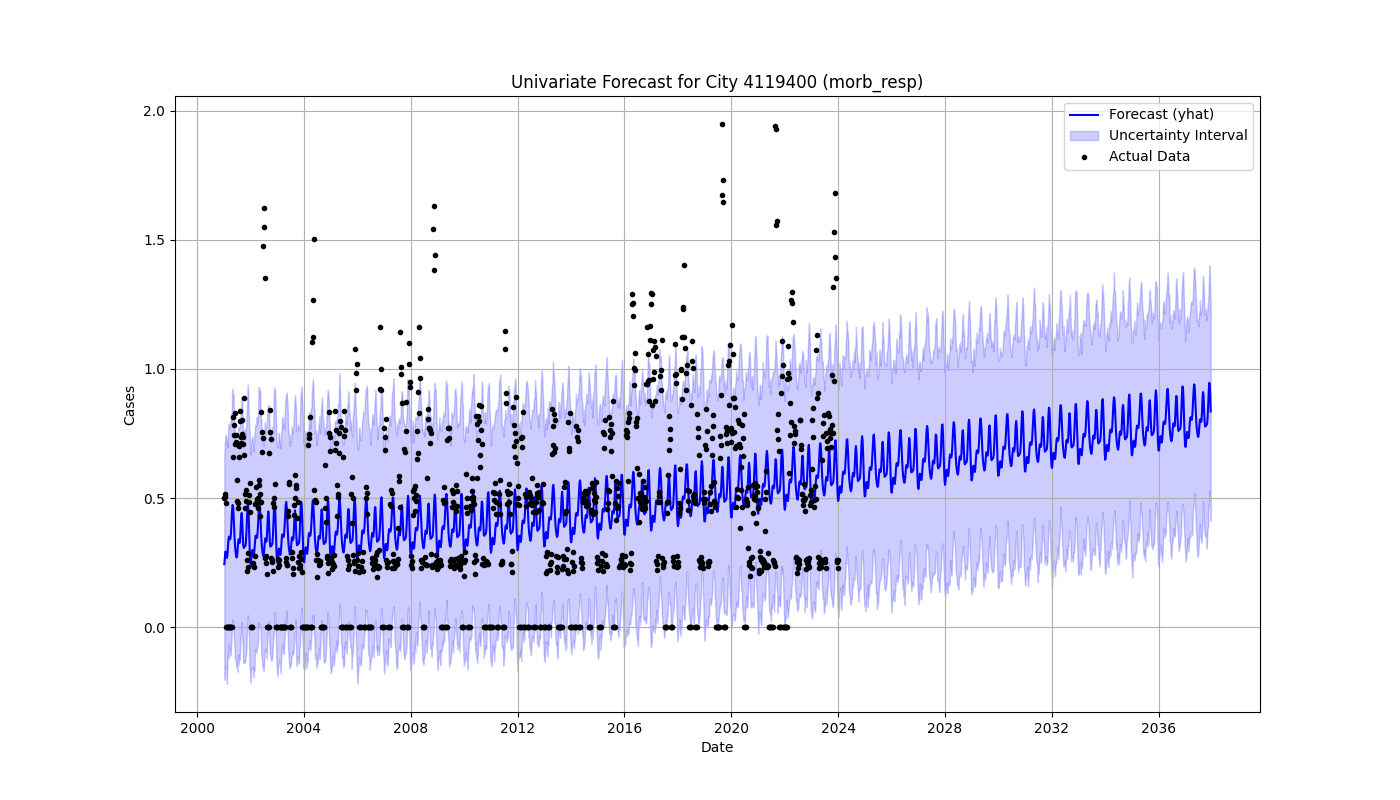 Univariate Forecast for City 4119400 (morb_resp)
Forecast (yhat)
Uncertainty Interval
Actual Data
Cases
2.0
1.5
1.0
0.5
0.0
2000 2004 2008 2012 2016 2020 2024 2028 2032 2036
Date